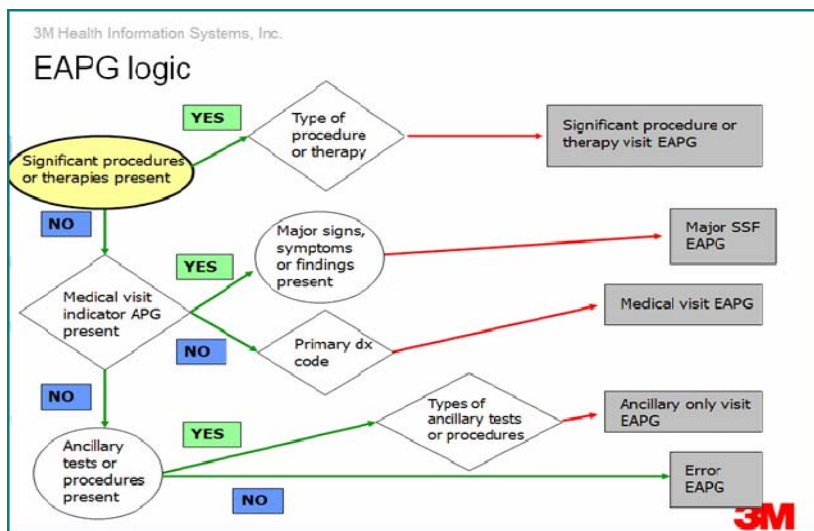 3M Health Information Systems, Inc.
EAPG logic
YES
Type of
procedure
or therapy
Significant procedure or
therapy visit EAPG
Significant procedures
or therapies present
NO
Major signs,
symptoms
or findings
present
Major SSF
EAPG
YES
Medical visit
indicator APG
present
Medical visit EAPG
NO
Primary dx
code
NO
Types of
ancillary tests
or procedures
Ancillary only visit
EAPG
YES
Ancillary
tests or
procedures
present
Error
EAPG
NO
3M